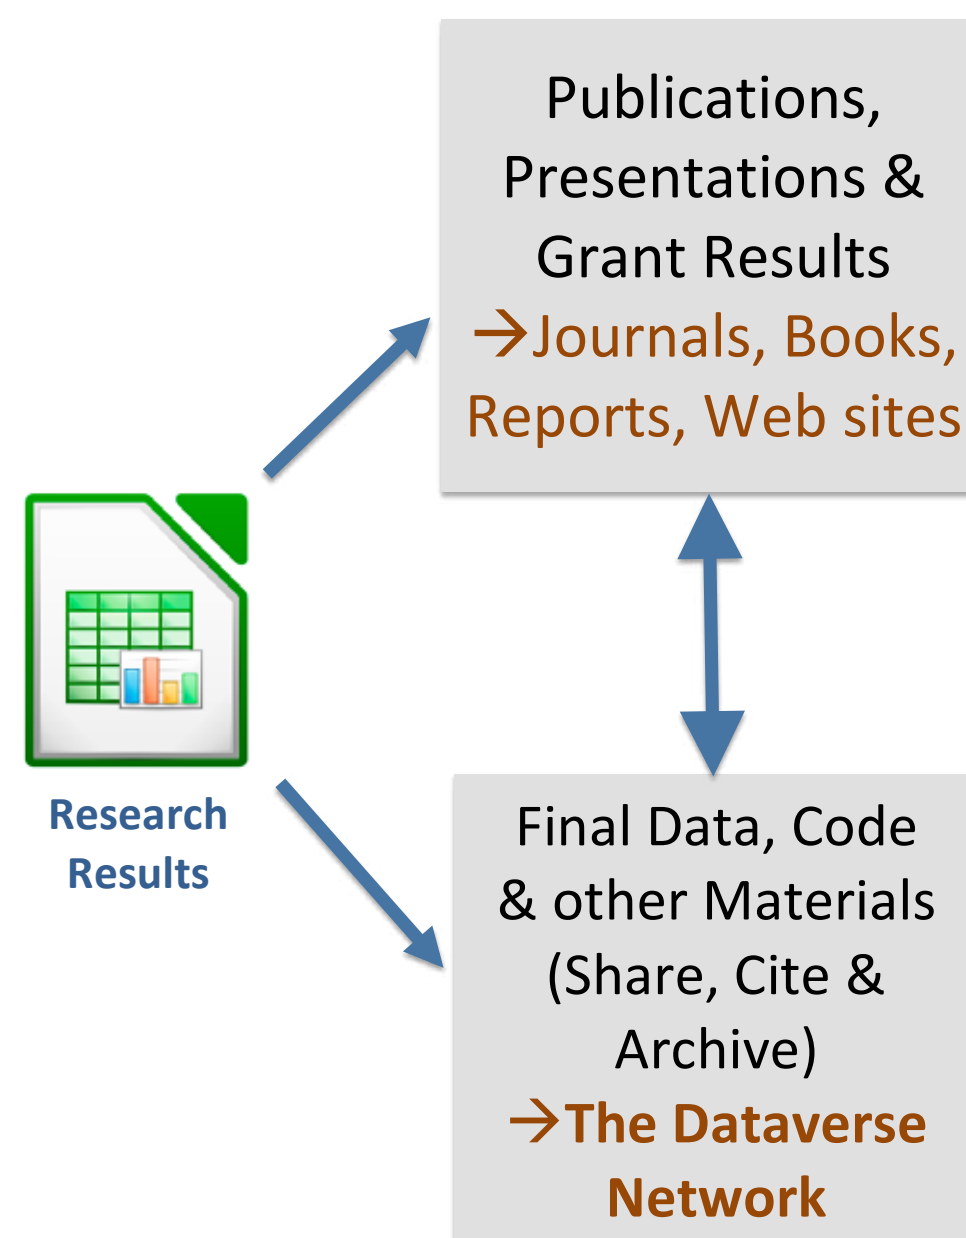 Publications,
Presentations &
Grant Results
→Journals, Books,
Reports, Web sites
Research
Results
Final Data, Code
& other Materials
(Share, Cite &
Archive)
→The Dataverse
Network